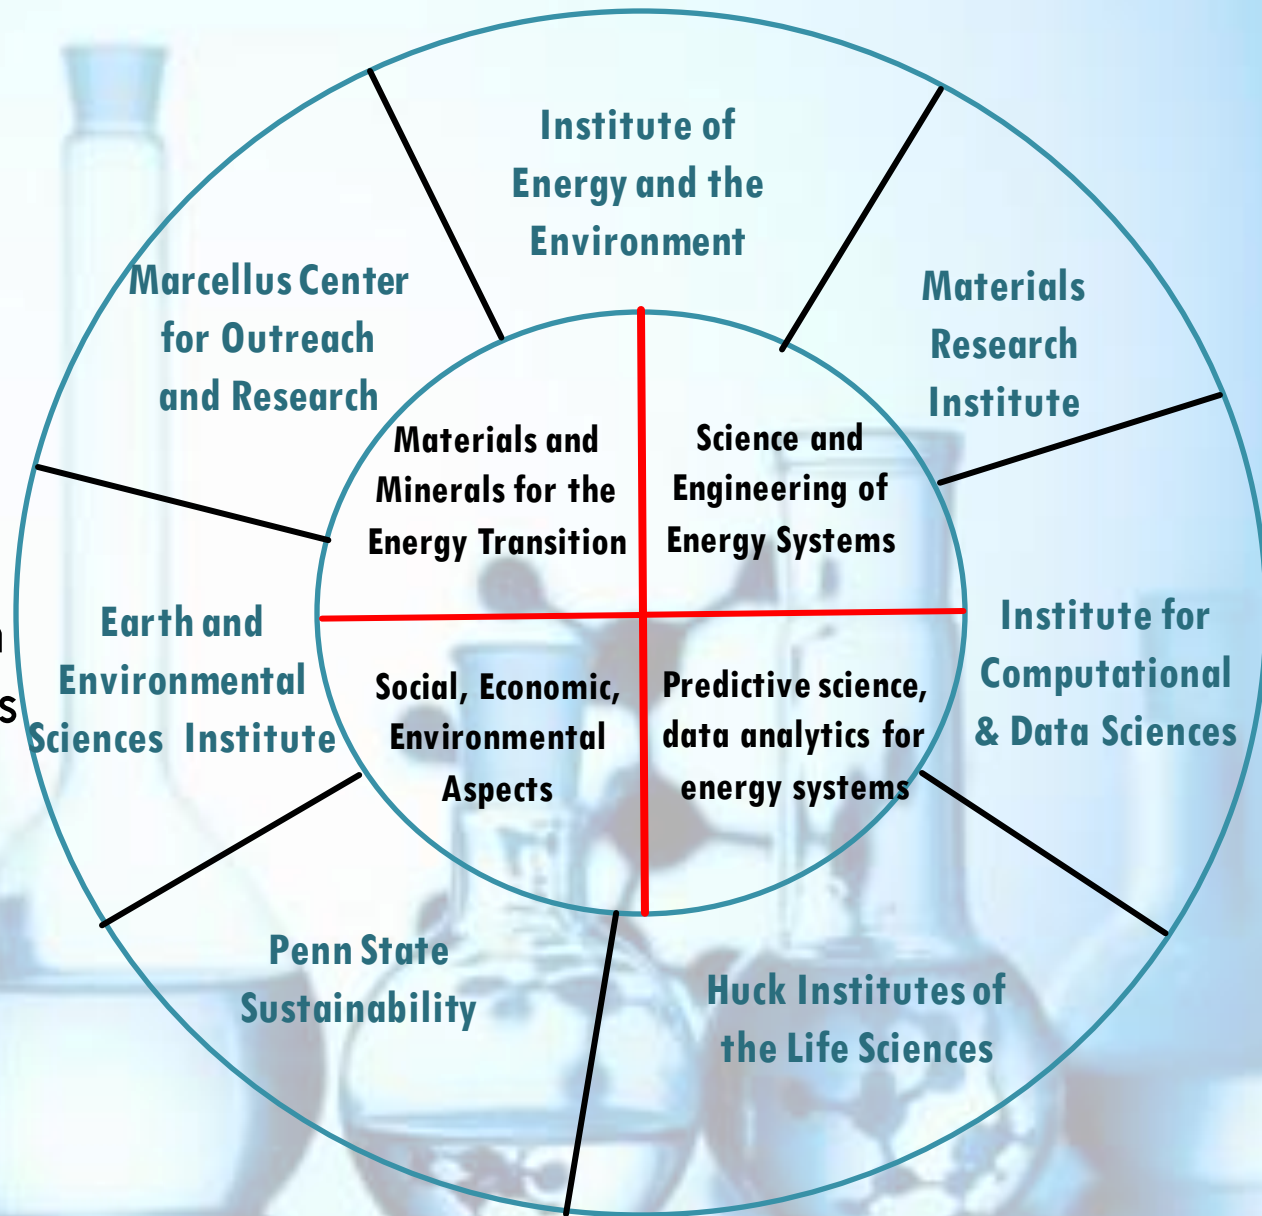 Institute of
Energy and the
Environment
Materials
Research
Institute
Institute for
Computational
& Data Sciences
Huck Institutes of
the Life Sciences
Penn State
Sustainability
Earth and
Environmental
Sciences Institute
Marcellus Center
for Outreach
and Research
Materials and
Minerals for the
Energy Transition
Science and
Engineering of
Energy Systems
Social, Economic,
Environmental
Aspects
Predictive science,
data analytics for
energy systems